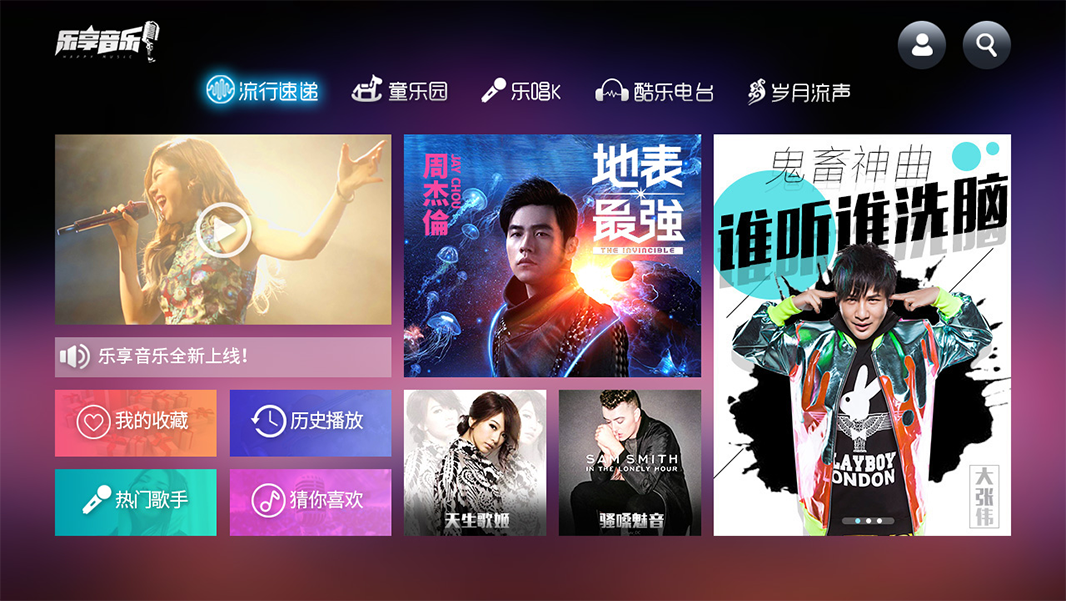 乐享音乐
HAPPY MUSIC
流行速递
童乐园
乐唱K
酷乐电台
岁月流声
乐享音乐全新上线!
我的收藏
历史播放
热门歌手
猜你喜欢
周杰倫
JAY CHOU
地表
最強
THE INVINCIBLE
天生歌姬
SAM SMITH
IN THE LONELY HOUR
骚嗓魅音
鬼畜神曲
谁听谁洗脑
LAYBOY
LONDON
大张伟